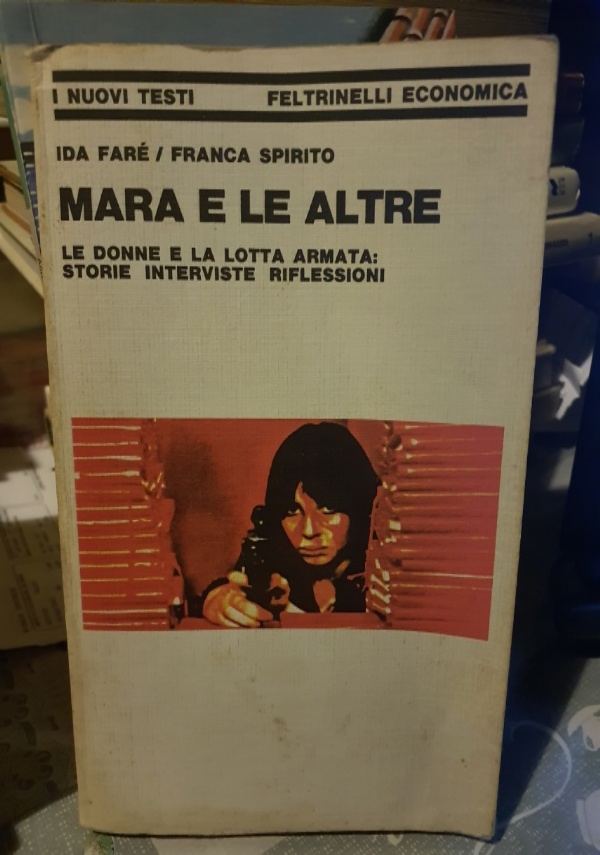 I NUOVI TESTI FELTRINELLI ECONOMICA
IDA FARÉ / FRANCA SPIRITO
MARA E LE ALTRE
LE DONNE E LA LOTTA ARMATA:
STORIE INTERVISTE RIFLESSIONI